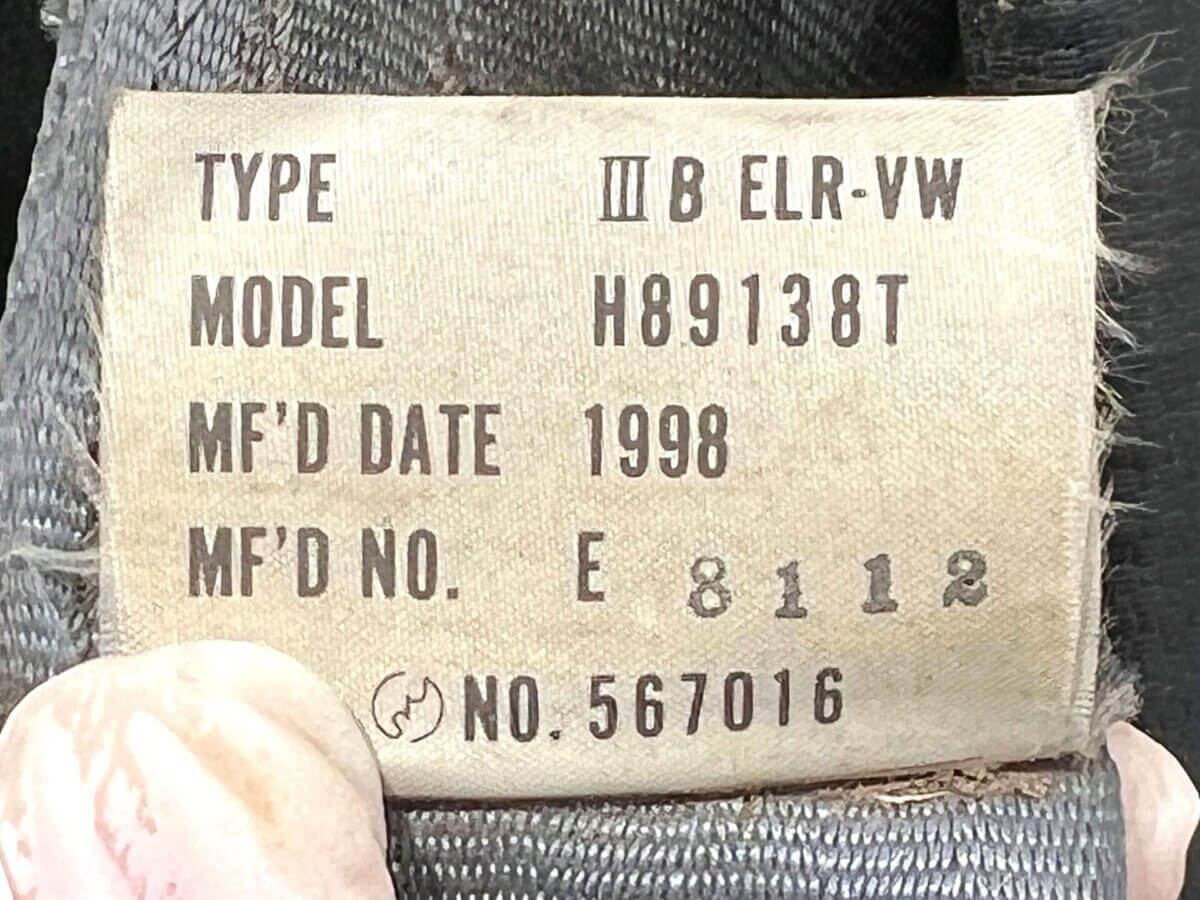 TYPE III B ELR-VW
MODEL H89138T
MF'D DATE 1998
MF'D NO. E 8112
NO. 567016